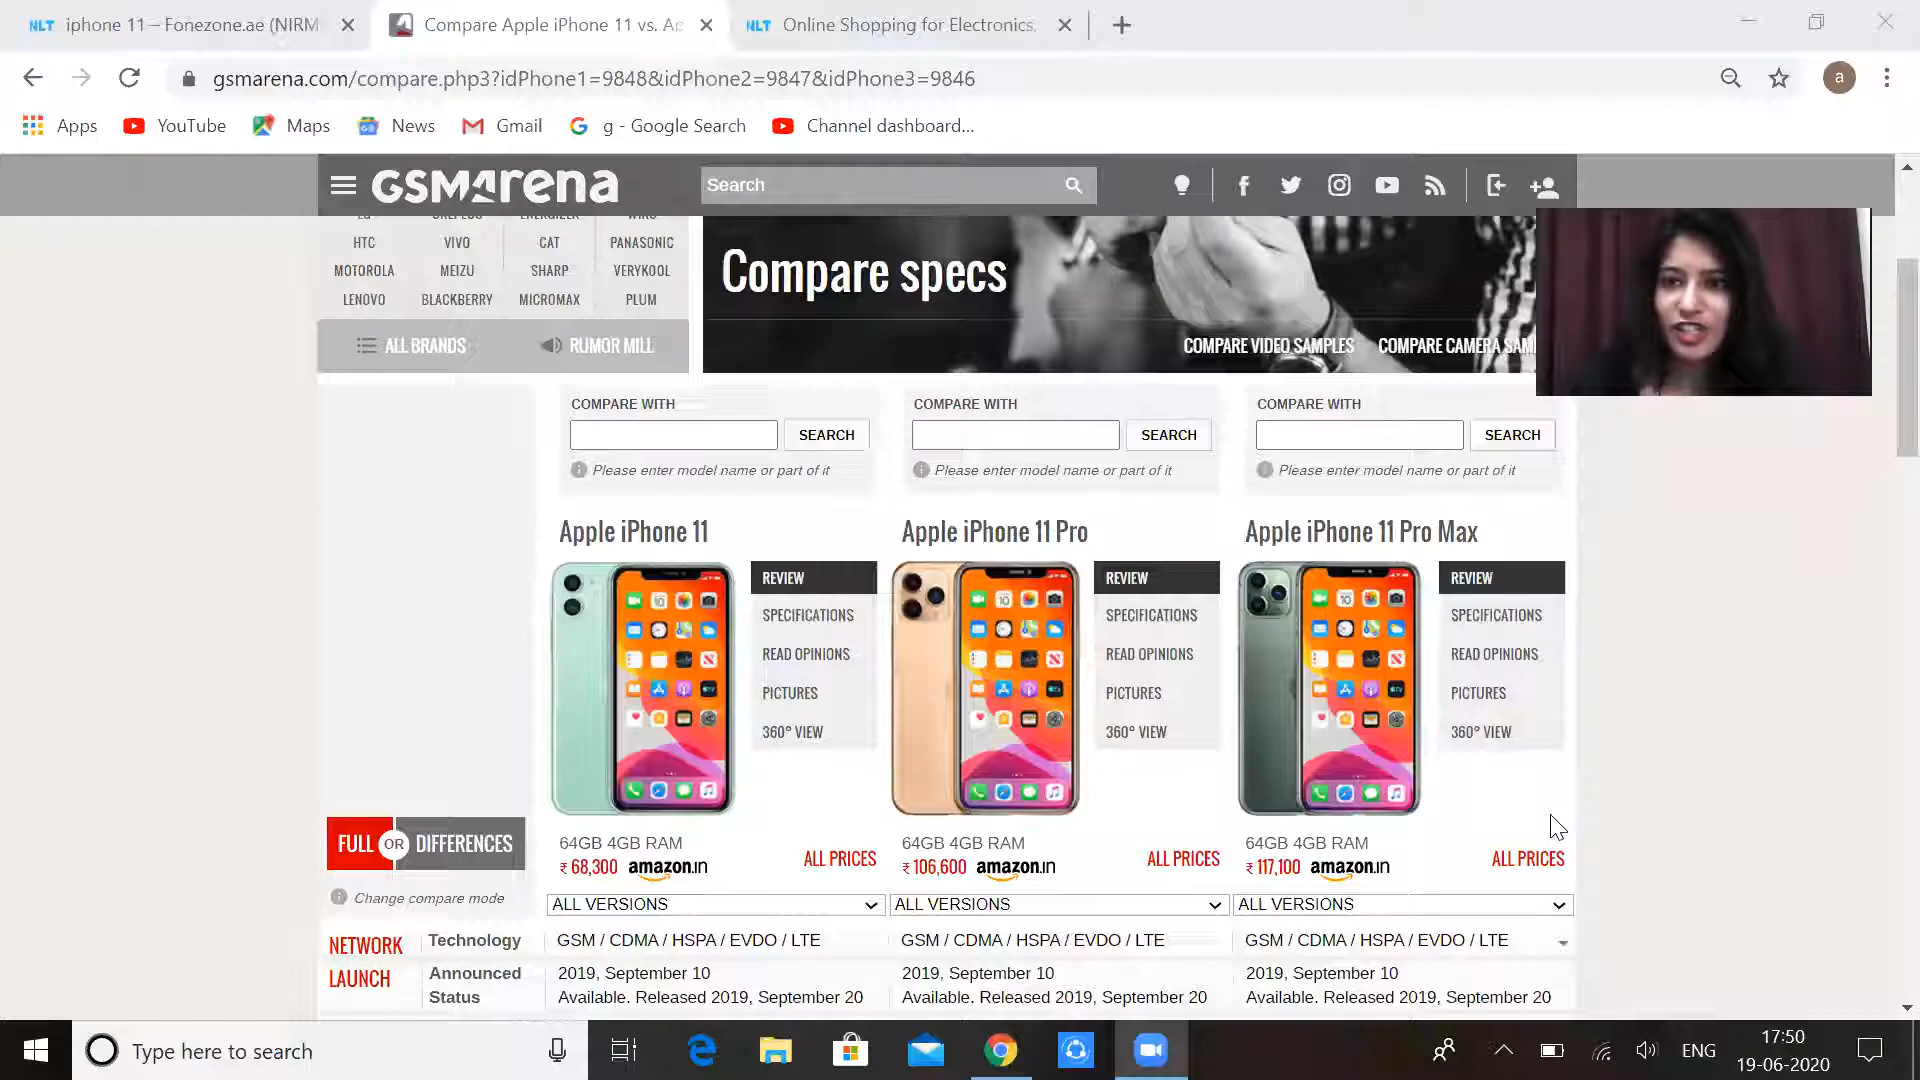 NLT iphone 11 – Fonezone.ae (NIRM
Compare Apple iPhone 11 vs. Ap
NLT Online Shopping for Electronics,
gsmarena.com/compare.php3?idPhone1=9848&idPhone2=9847&idPhone3=9846
a
Apps YouTube Maps News Gmail g - Google Search Channel dashboard...
GSMArena
Search
HTC VIVO CAT PANASONIC
MOTOROLA MEIZU SHARP VERYKOOL
LENOVO BLACKBERRY MICROMAX PLUM
ALL BRANDS RUMOR MILL
Compare specs
COMPARE VIDEO SAMPLES COMPARE CAMERA SAM
COMPARE WITH COMPARE WITH COMPARE WITH
SEARCH SEARCH SEARCH
Please enter model name or part of it Please enter model name or part of it Please enter model name or part of it
Apple iPhone 11 Apple iPhone 11 Pro Apple iPhone 11 Pro Max
REVIEW REVIEW REVIEW
SPECIFICATIONS SPECIFICATIONS SPECIFICATIONS
READ OPINIONS READ OPINIONS READ OPINIONS
PICTURES PICTURES PICTURES
360° VIEW 360° VIEW 360° VIEW
FULL OR DIFFERENCES
Change compare mode
64GB 4GB RAM 64GB 4GB RAM 64GB 4GB RAM
₹ 68,300 amazon.in ALL PRICES ₹ 106,600 amazon.in ALL PRICES ₹ 117,100 amazon.in ALL PRICES
ALL VERSIONS ALL VERSIONS ALL VERSIONS
NETWORK Technology GSM / CDMA / HSPA / EVDO / LTE GSM / CDMA / HSPA / EVDO / LTE GSM / CDMA / HSPA / EVDO / LTE
LAUNCH Announced 2019, September 10 2019, September 10 2019, September 10
Status Available. Released 2019, September 20 Available. Released 2019, September 20 Available. Released 2019, September 20
Type here to search
ENG
17:50
19-06-2020